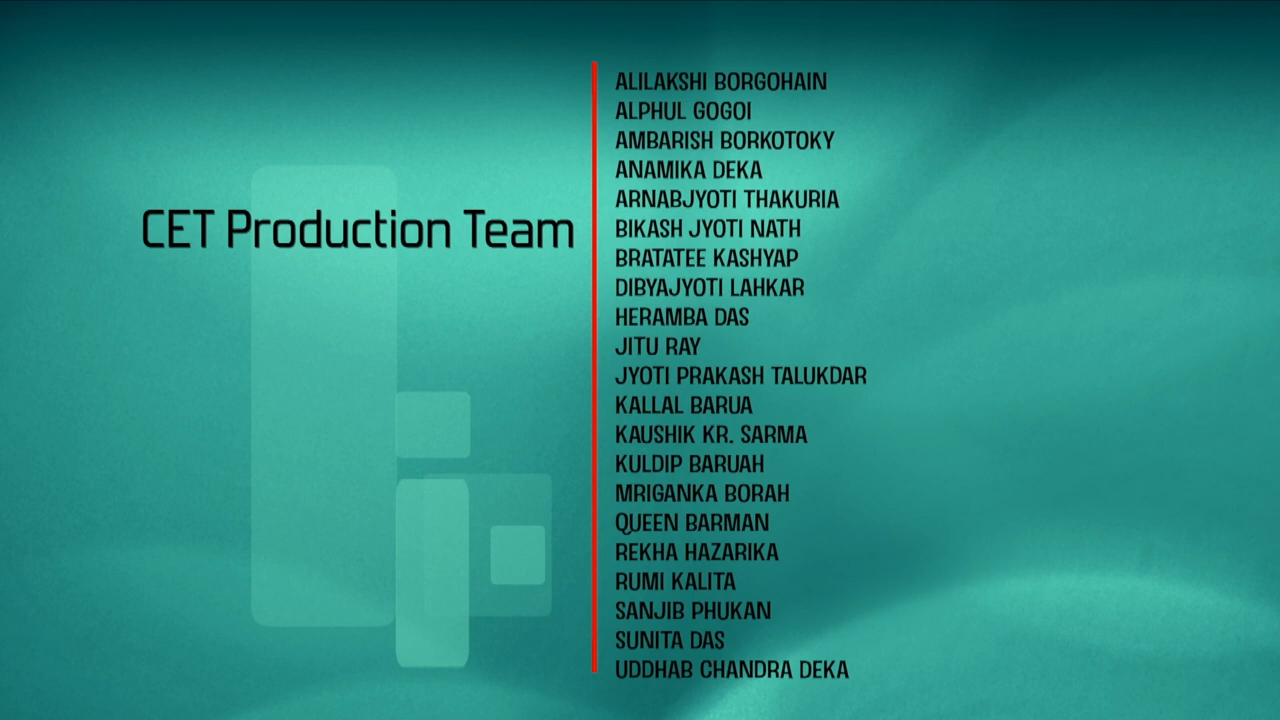 CET Production Team
ALILAKSHI BORGOHAIN
ALPHUL GOGOI
AMBARISH BORKOTOKY
ANAMIKA DEKA
ARNABJYOTI THAKURIA
BIKASH JYOTI NATH
BRATATEE KASHYAP
DIBYAJYOTI LAHKAR
HERAMBA DAS
JITU RAY
JYOTI PRAKASH TALUKDAR
KALLAL BARUA
KAUSHIK KR. SARMA
KULDIP BARUAH
MRIGANKA BORAH
QUEEN BARMAN
REKHA HAZARIKA
RUMI KALITA
SANJIB PHUKAN
SUNITA DAS
UDDHAB CHANDRA DEKA